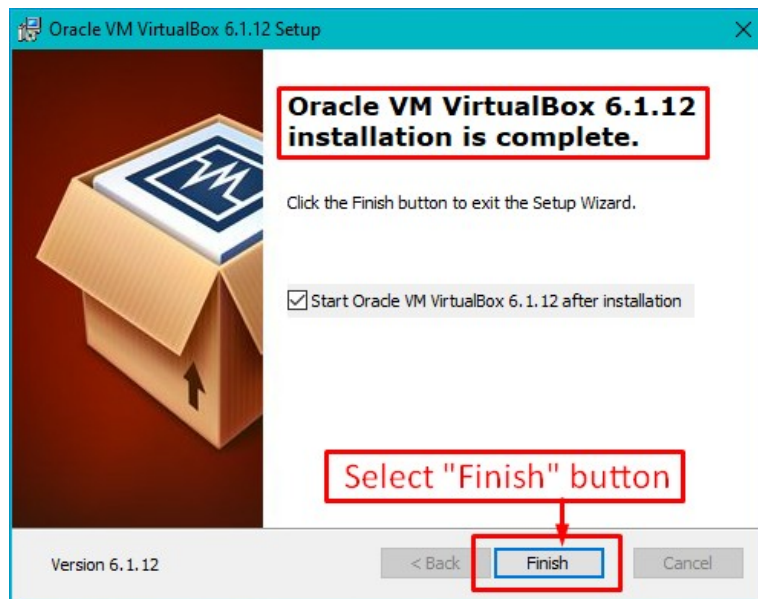 Oracle VM VirtualBox 6.1.12 Setup
Oracle VM VirtualBox 6.1.12
installation is complete.
Click the Finish button to exit the Setup Wizard.
Start Oracle VM VirtualBox 6.1.12 after installation
Select "Finish" button
Version 6.1.12
< Back
Finish
Cancel